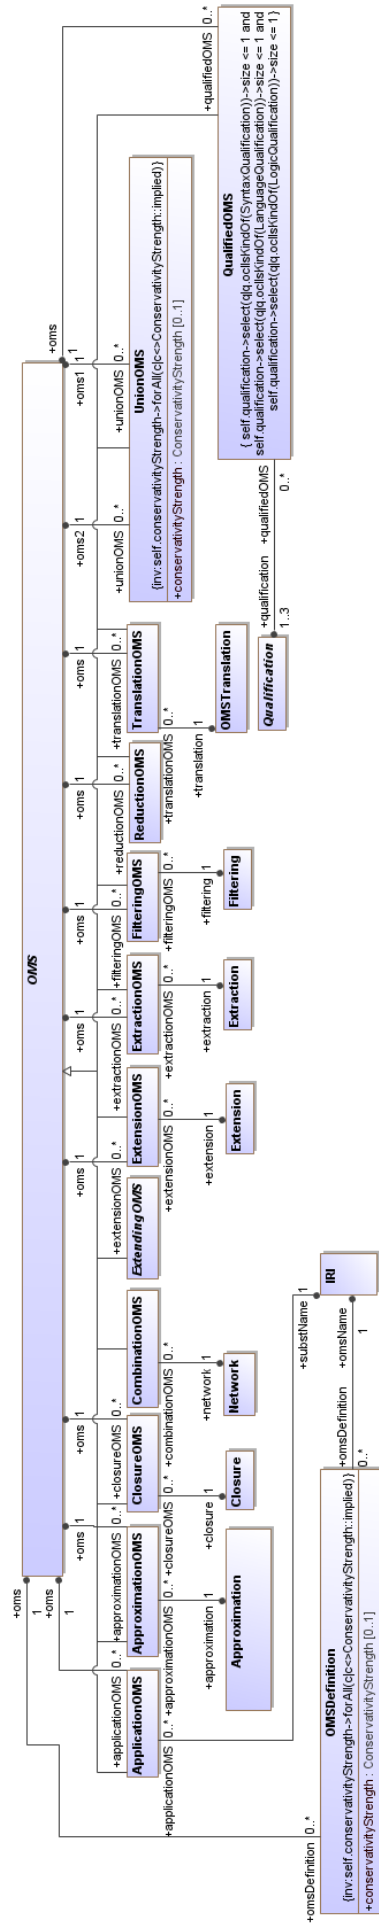 OMS
+oms
1
+oms
1
+oms 1
+oms 1
+oms 1
+oms 1
+oms 1
+oms 1
+oms 1
+oms2 1
+oms1 1
+oms
1
+applicationOMS 0..*
+approximationOMS 0..*
+closureOMS 0..*
+extensionOMS 0..*
+extractionOMS 0..*
+filteringOMS 0..*
+reductionOMS 0..*
+translationOMS 0..*
+unionOMS 0..*
+unionOMS 0..*
+qualifiedOMS 0..*
ApplicationOMS
ApproximationOMS
ClosureOMS
CombinationOMS
Extending OMS
ExtensionOMS
ExtractionOMS
FilteringOMS
ReductionOMS
TranslationOMS
UnionOMS
{inv:self.conservativityStrength->forAll(c|c<>ConservativityStrength::implied)}
+conservativityStrength : ConservativityStrength [0..1]
QualifiedOMS
{ self.qualification->select(q|q.oclIsKindOf(SyntaxQualification))->size <= 1 and
self.qualification->select(q|q.oclIsKindOf(LanguageQualification))->size <= 1 and
self.qualification->select(q|q.oclIsKindOf(LogicQualification))->size <= 1}
+applicationOMS 0..*
+approximationOMS 0..*
+closureOMS 0..*
+combinationOMS 0..*
+extensionOMS 0..*
+extractionOMS 0..*
+filteringOMS 0..*
+translationOMS 0..*
+approximation 1
+closure 1
+network 1
+extension 1
+extraction 1
+filtering 1
+translation 1
+qualification
1..3
+qualifiedOMS
0..*
Approximation
Closure
Network
Extension
Extraction
Filtering
OMSTranslation
Qualification
+omsDefinition 0..*
OMSDefinition
{inv:self.conservativityStrength->forAll(c|c<>ConservativityStrength::implied)}
+conservativityStrength : ConservativityStrength [0..1]
+omsDefinition
0..*
+substName 1
+omsName
1
IRI